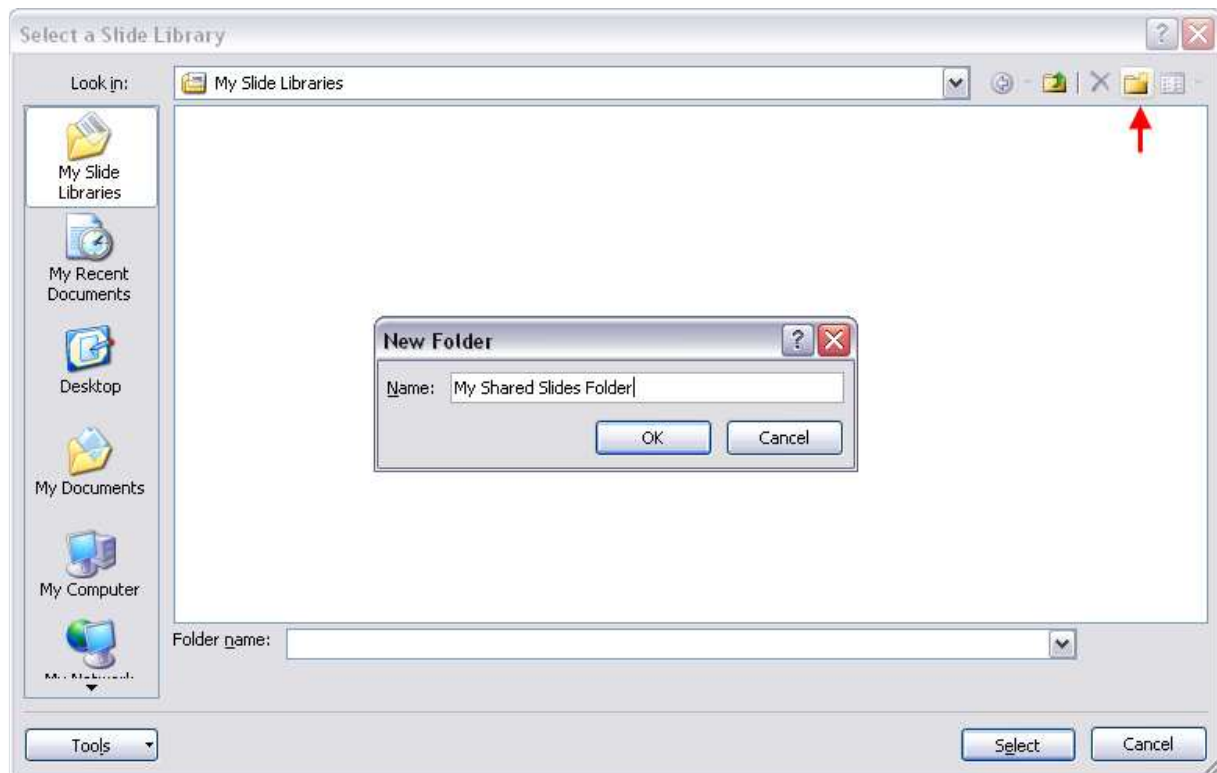 Select a Slide Library
Look in:
My Slide Libraries
My Slide
Libraries
My Recent
Documents
Desktop
My Documents
My Computer
New Folder
Name: My Shared Slides Folder
OK
Cancel
Folder name:
Tools
Select
Cancel